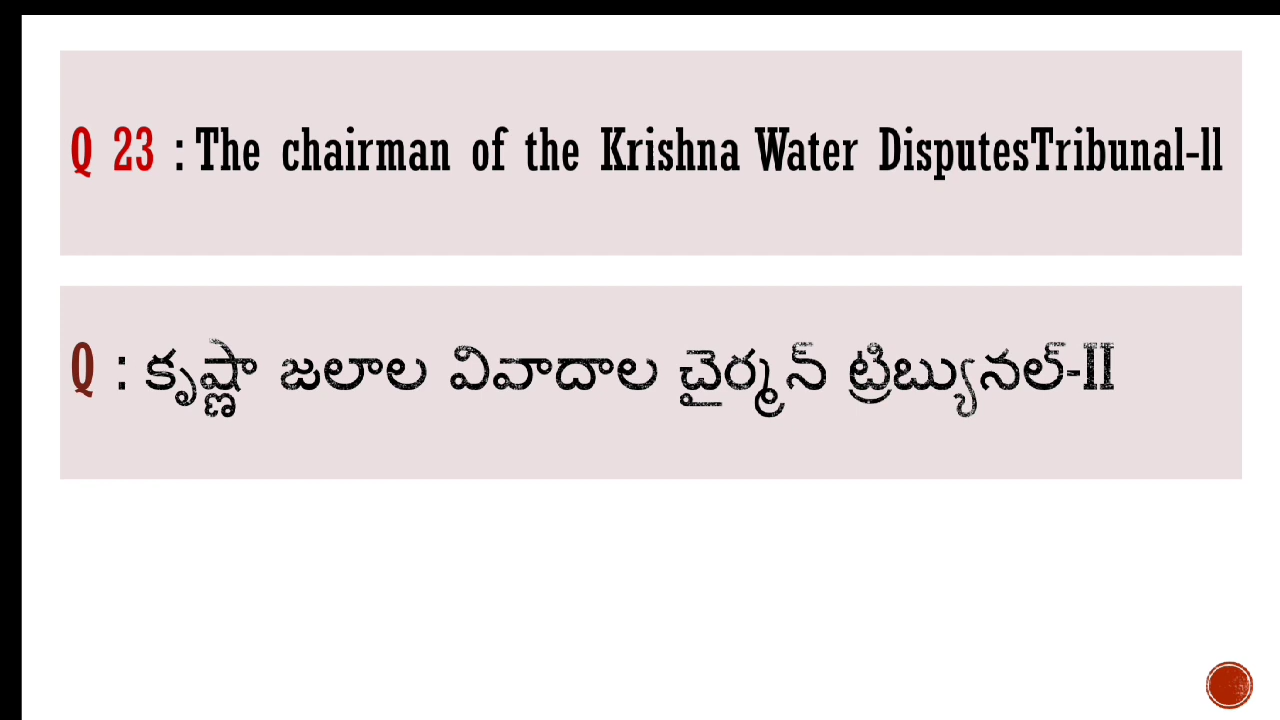 Q 23 : The chairman of the Krishna Water DisputesTribunal-ll
Q : కృష్ణా జలాల వివాదాల చైర్మన్ ట్రిబ్యునల్-II